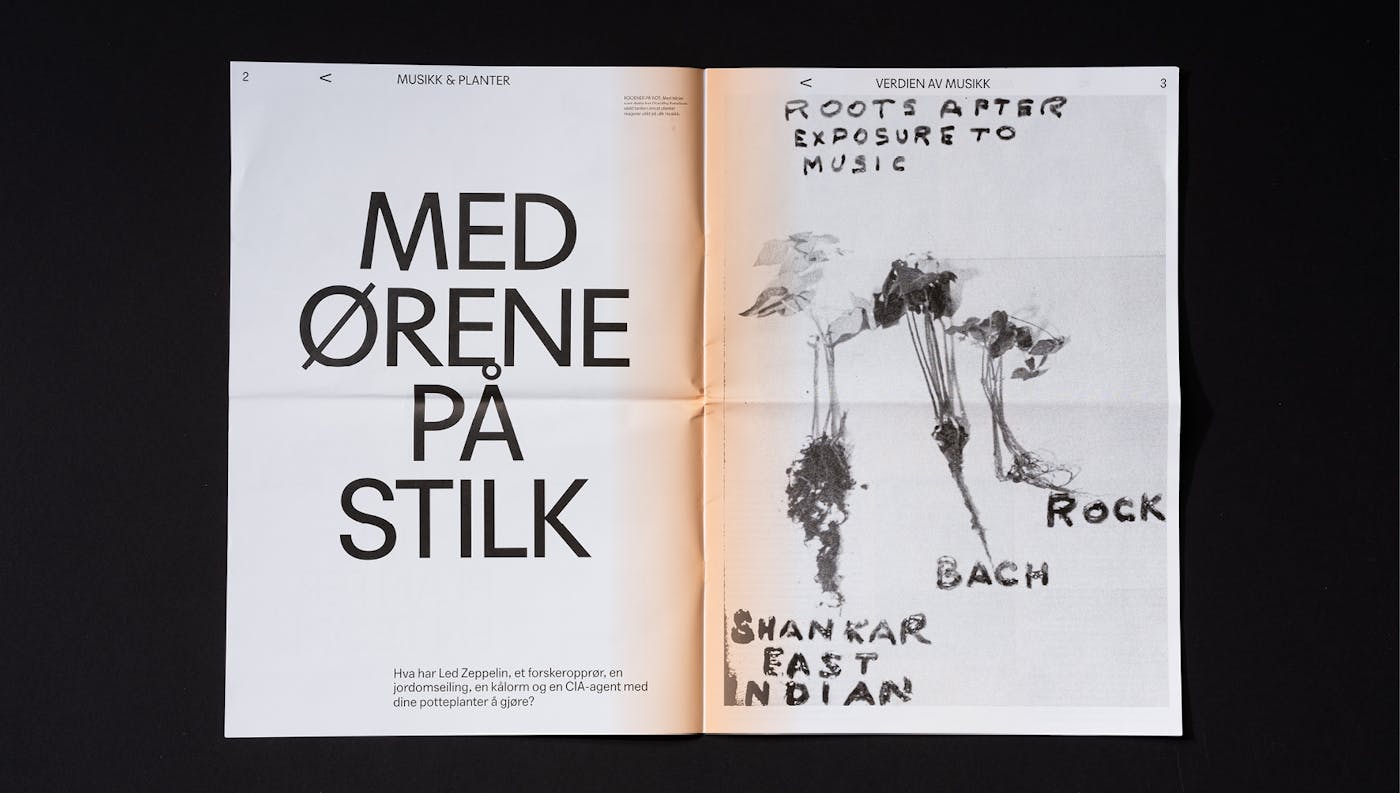 2
<
MUSIKK & PLANTER
MED
ØRENE
PÅ
STILK
Hva har Led Zeppelin, et forskeropprør, en
jordomseiling, en kålorm og en CIA-agent med
dine potteplanter å gjøre?
<
VERDIEN AV MUSIKK
3
ROOTS AFTER
EXPOSURE TO
MUSIC
ROCK
BACH
SHANKAR
EAST
INDIAN